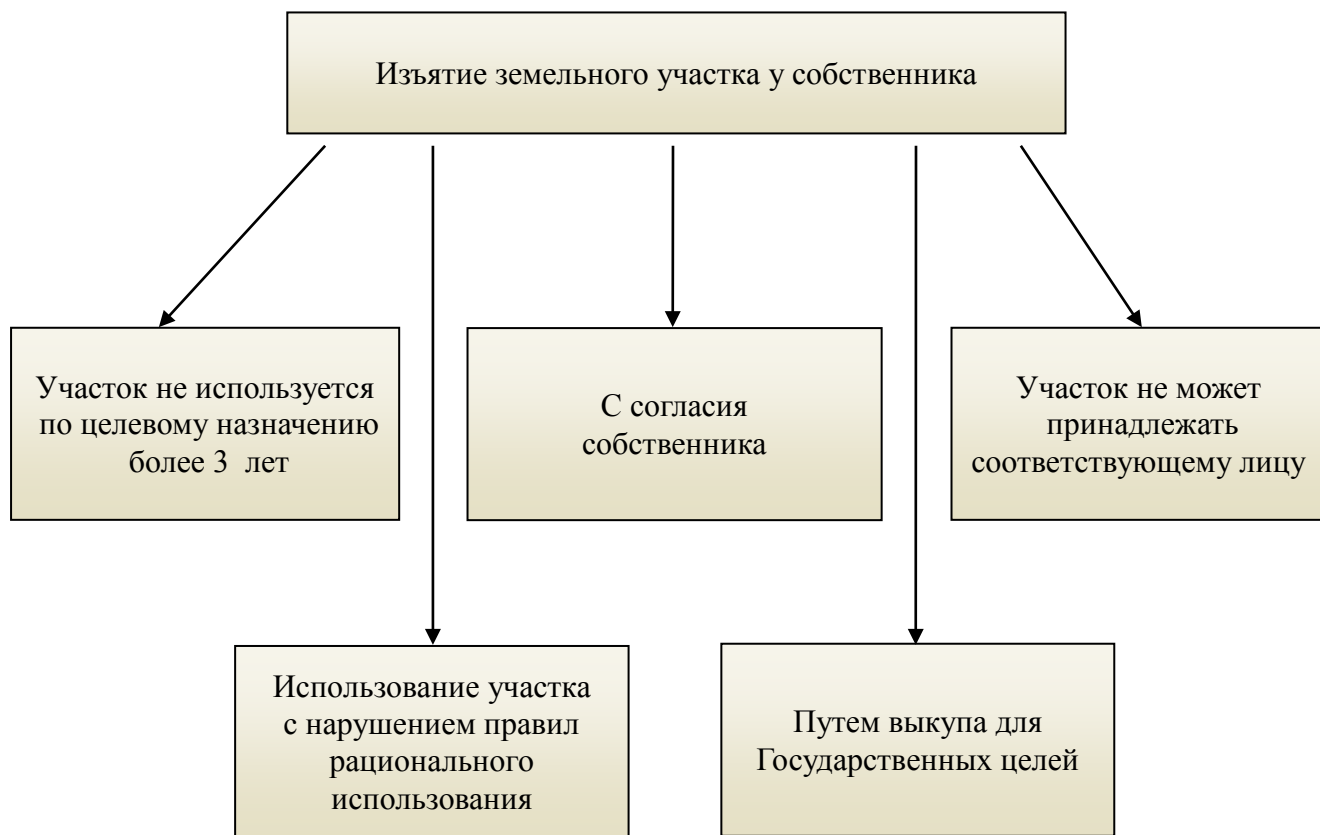 Изъятие земельного участка у собственника
Участок не используется
по целевому назначению
более 3 лет
С согласия
собственника
Участок не может
принадлежать
соответствующему лицу
Использование участка
с нарушением правил
рационального
использования
Путем выкупа для
Государственных целей